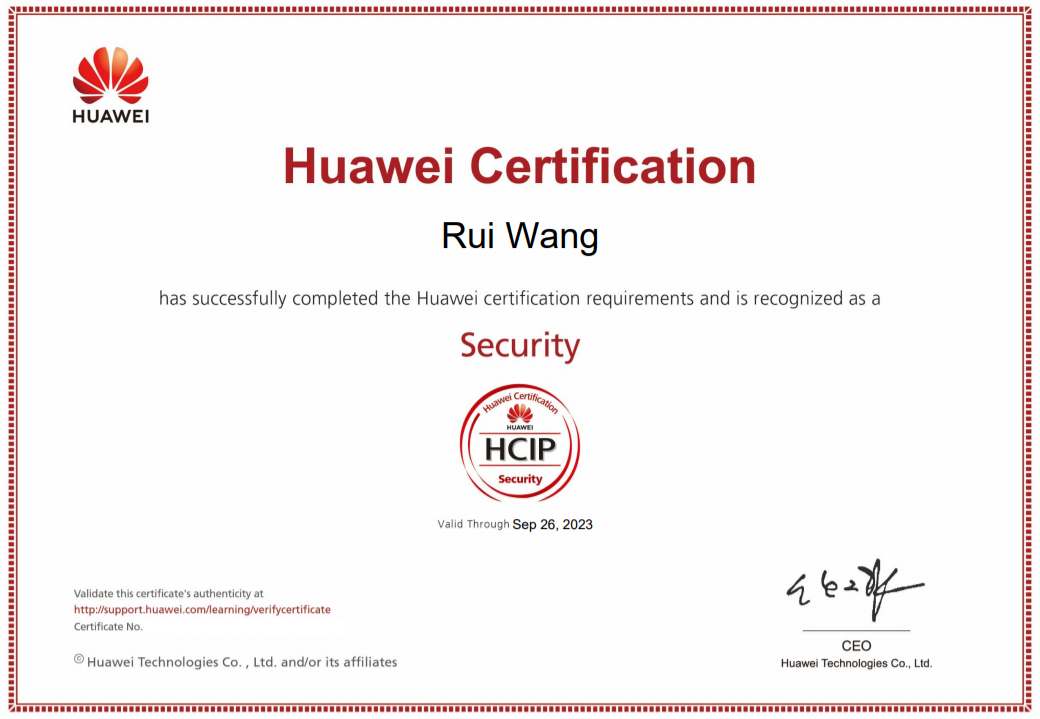 HUAWEI
Huawei Certification
Rui Wang
has successfully completed the Huawei certification requirements and is recognized as a
Security
Huawei Certification
HUAWEI
HCIP
Security
Valid Through Sep 26, 2023
Validate this certificate's authenticity at
http://support.huawei.com/learning/verifycertificate
Certificate No.
© Huawei Technologies Co. , Ltd. and/or its affiliates
CEO
Huawei Technologies Co., Ltd.